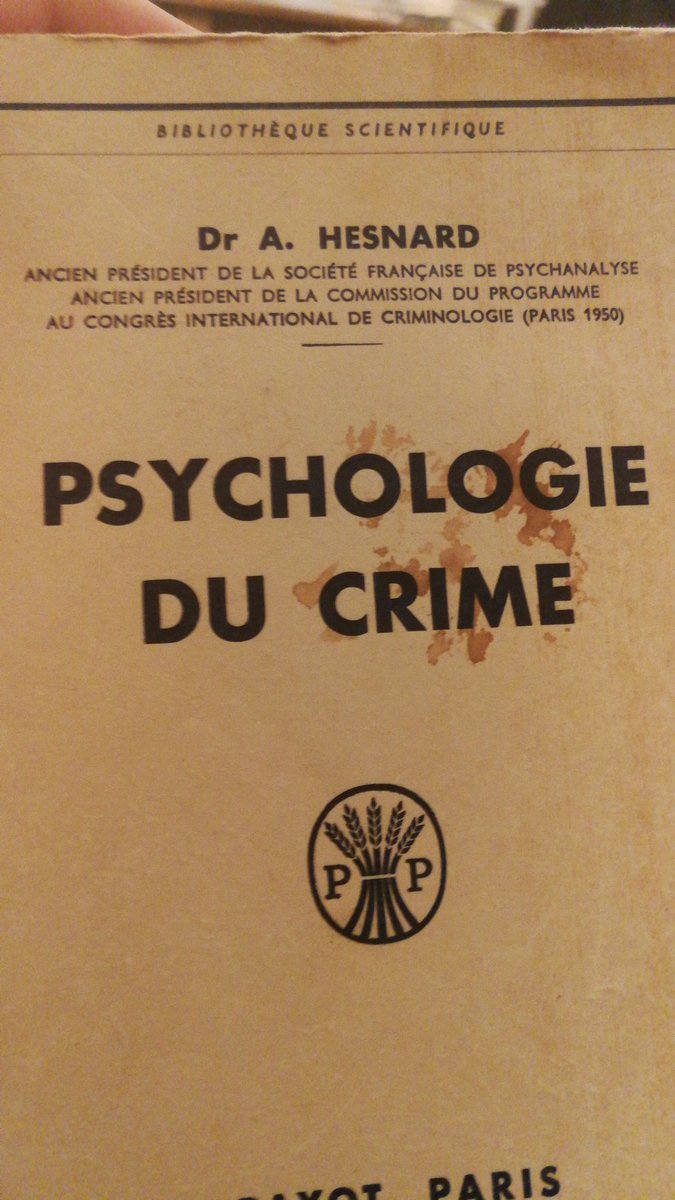 BIBLIOTHÈQUE SCIENTIFIQUE
Dr A. HESNARD
ANCIEN PRÉSIDENT DE LA SOCIÉTÉ FRANÇAISE DE PSYCHANALYSE
ANCIEN PRÉSIDENT DE LA COMMISSION DU PROGRAMME
AU CONGRÈS INTERNATIONAL DE CRIMINOLOGIE (PARIS 1950)
PSYCHOLOGIE
DU CRIME
P P
PAYOT, PARIS